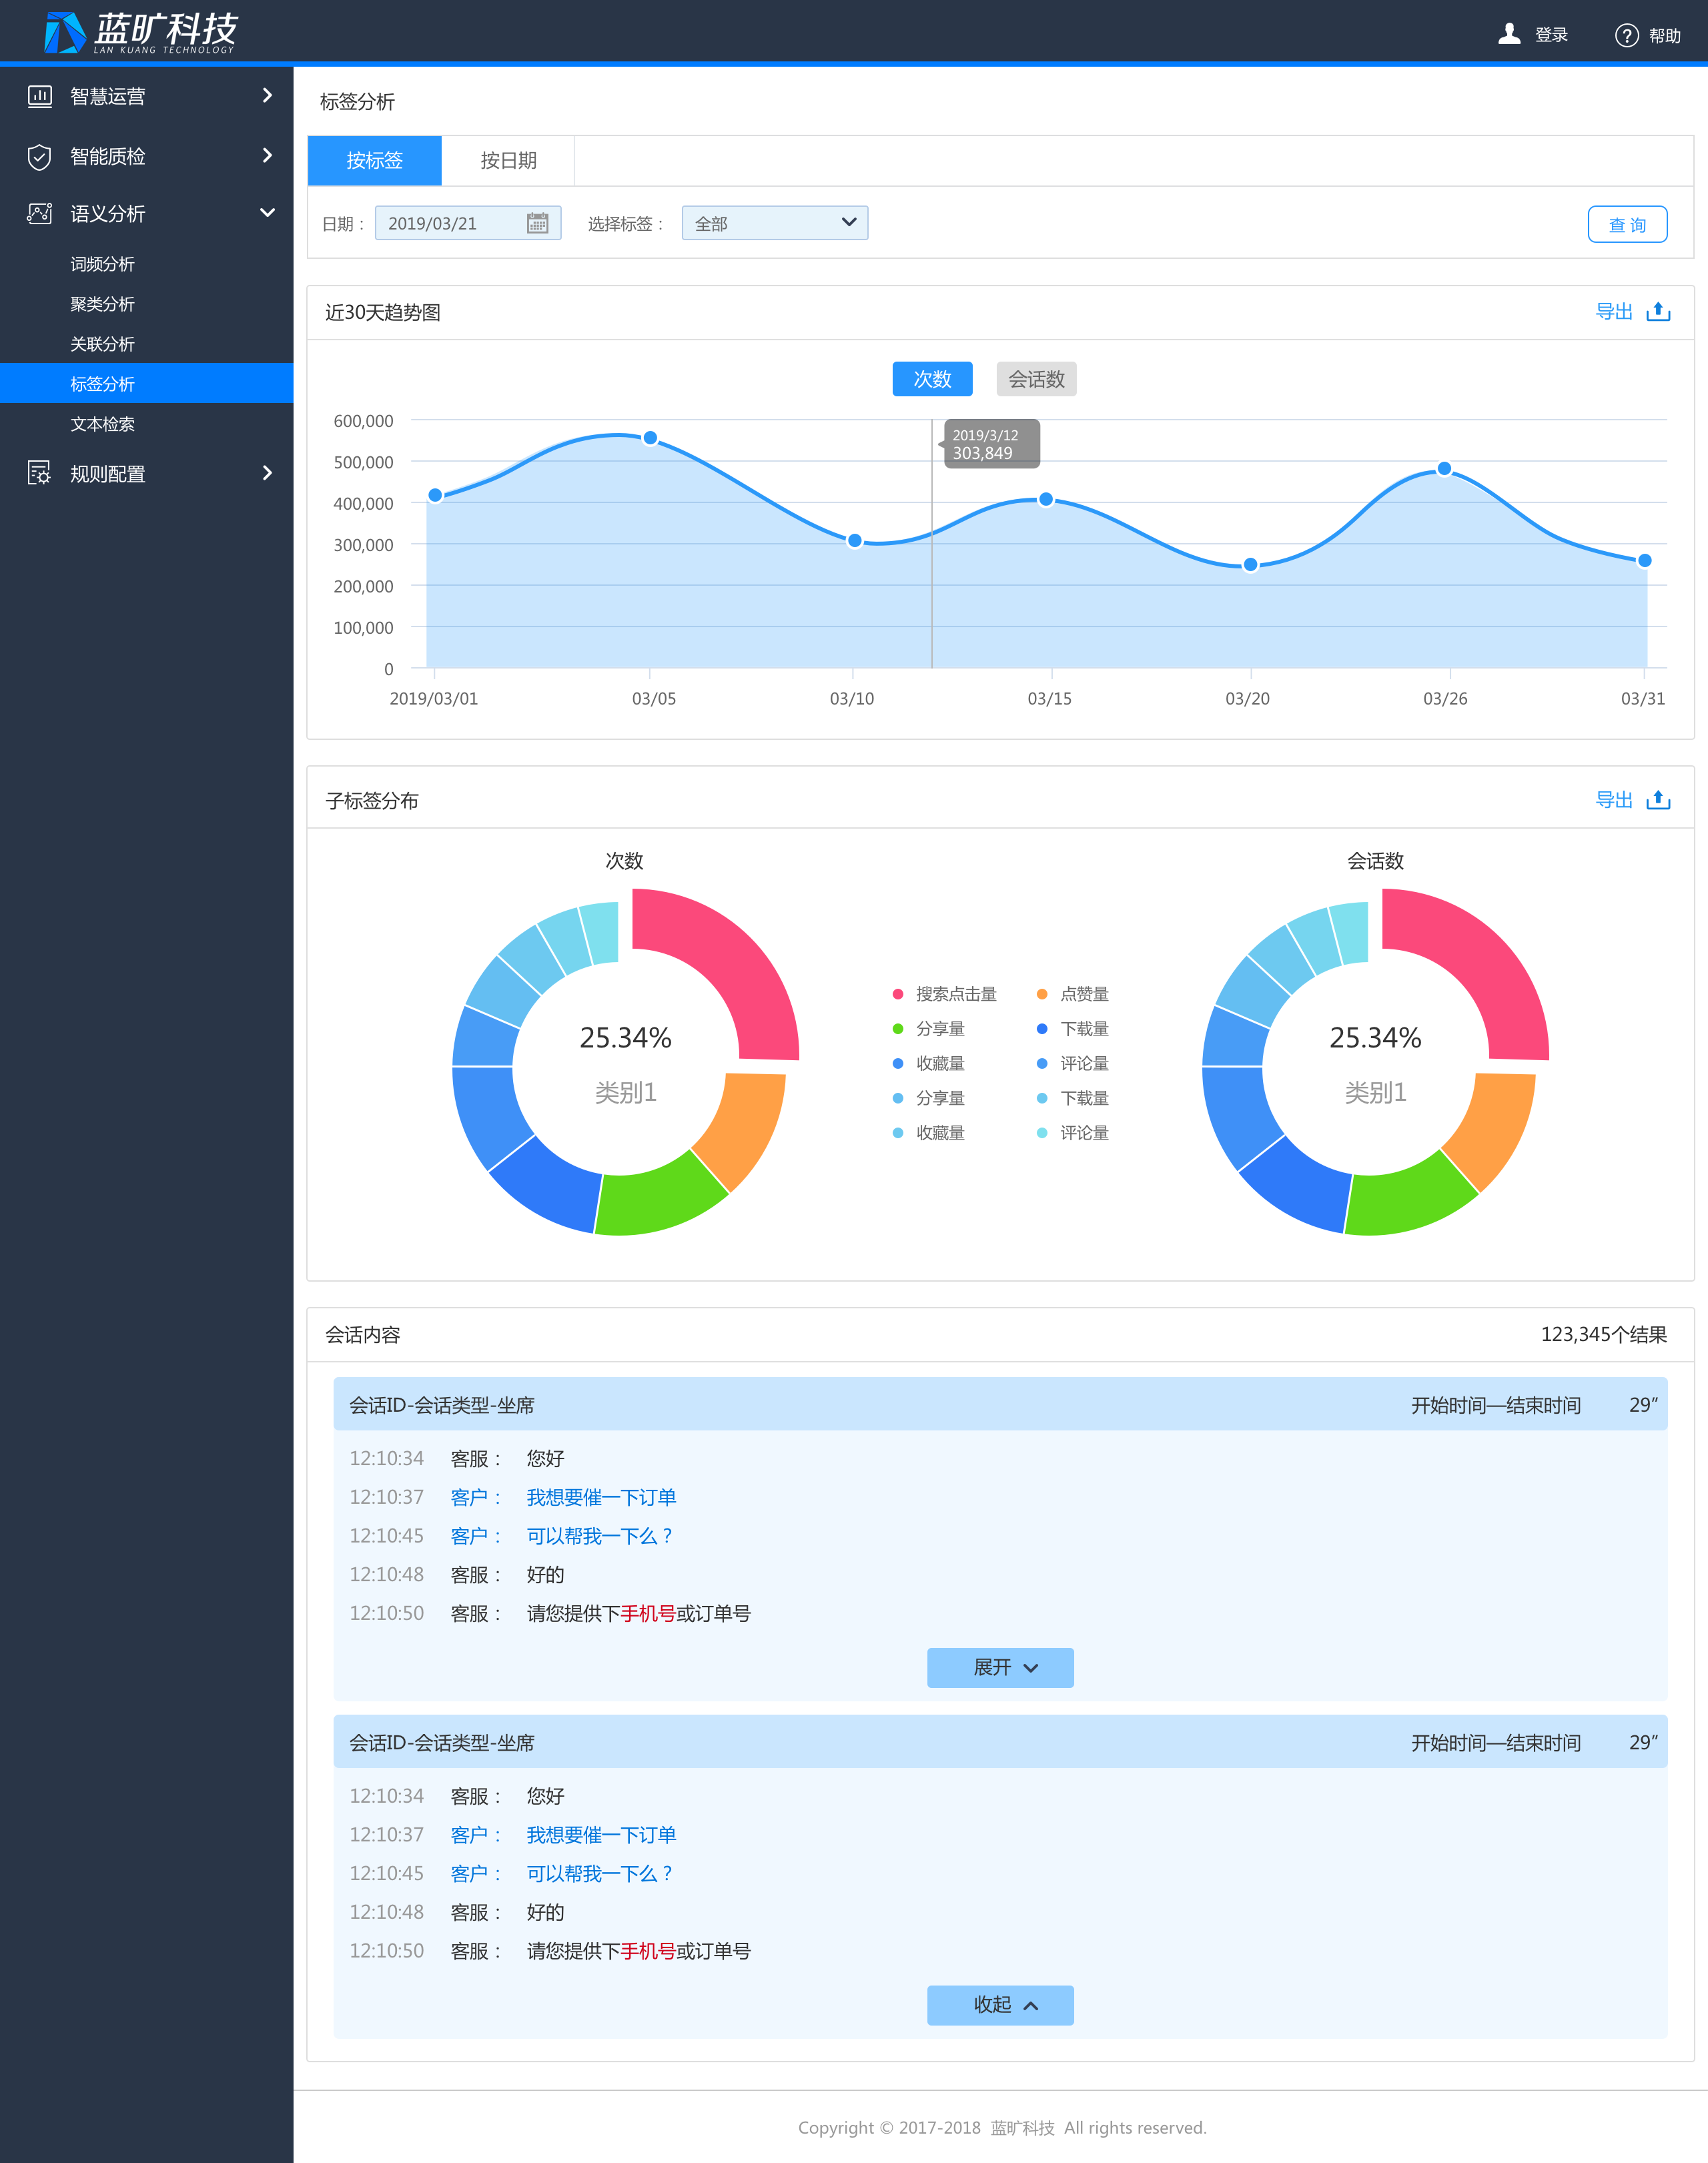 蓝旷科技
LAN KUANG TECHNOLOGY
登录
? 帮助
智慧运营
智能质检
语义分析
词频分析
聚类分析
关联分析
标签分析
文本检索
规则配置
标签分析
按标签 按日期
日期： 2019/03/21 选择标签： 全部 查 询
近30天趋势图 导出
次数 会话数
2019/3/12
303,849
600,000
500,000
400,000
300,000
200,000
100,000
0
2019/03/01 03/05 03/10 03/15 03/20 03/26 03/31
子标签分布 导出
次数
25.34%
类别1
搜索点击量 点赞量
分享量 下载量
收藏量 评论量
分享量 下载量
收藏量 评论量
会话数
25.34%
类别1
会话内容 123,345个结果
会话ID-会话类型-坐席 开始时间—结束时间 29”
12:10:34 客服： 您好
12:10:37 客户： 我想要催一下订单
12:10:45 客户： 可以帮我一下么？
12:10:48 客服： 好的
12:10:50 客服： 请您提供下手机号或订单号
展开
会话ID-会话类型-坐席 开始时间—结束时间 29”
12:10:34 客服： 您好
12:10:37 客户： 我想要催一下订单
12:10:45 客户： 可以帮我一下么？
12:10:48 客服： 好的
12:10:50 客服： 请您提供下手机号或订单号
收起
Copyright © 2017-2018 蓝旷科技 All rights reserved.